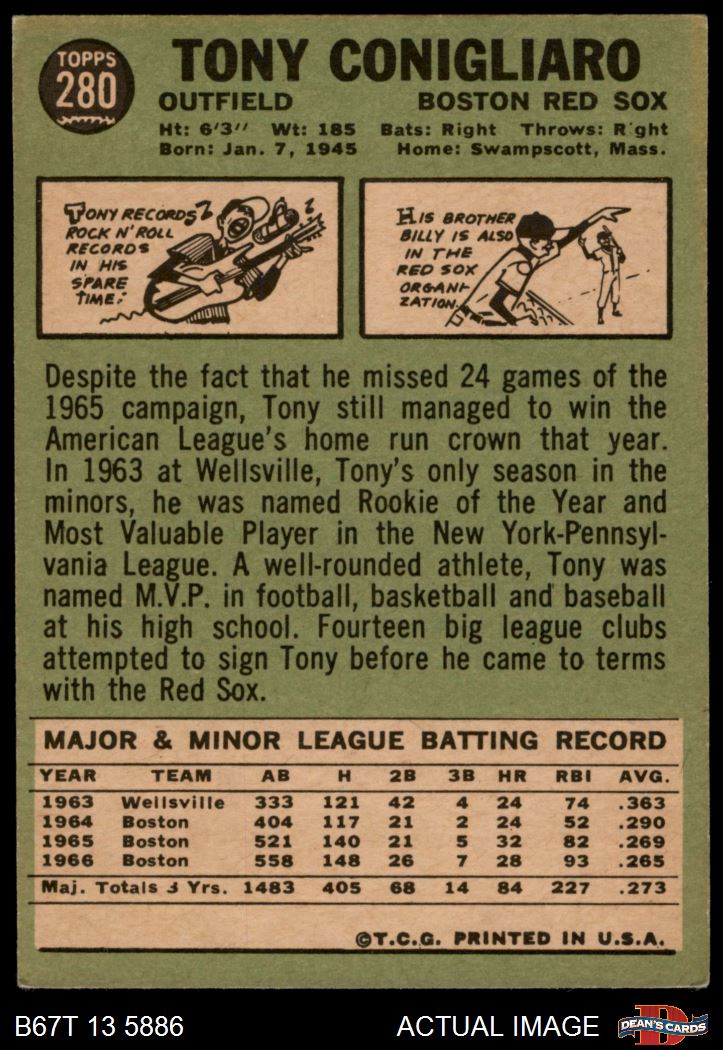 TOPPS
280
TONY CONIGLIARO
OUTFIELD BOSTON RED SOX
Ht: 6'3" Wt: 185 Bats: Right Throws: R ght
Born: Jan. 7, 1945 Home: Swampscott, Mass.
TONY RECORDS
ROCK N' ROLL
RECORDS
IN HIS
SPARE
TIME.
HIS BROTHER
BILLY IS ALSO
IN THE
RED SOX
ORGANI-
ZATION.
Despite the fact that he missed 24 games of the
1965 campaign, Tony still managed to win the
American League's home run crown that year.
In 1963 at Wellsville, Tony's only season in the
minors, he was named Rookie of the Year and
Most Valuable Player in the New York-Pennsyl-
vania League. A well-rounded athlete, Tony was
named M.V.P. in football, basketball and baseball
at his high school. Fourteen big league clubs
attempted to sign Tony before he came to terms
with the Red Sox.
MAJOR & MINOR LEAGUE BATTING RECORD
YEAR TEAM AB H 2B 3B HR RBI AVG.
1963 Wellsville 333 121 42 4 24 74 .363
1964 Boston 404 117 21 2 24 52 .290
1965 Boston 521 140 21 5 32 82 .269
1966 Boston 558 148 26 7 28 93 .265
Maj. Totals 3 Yrs. 1483 405 68 14 84 227 .273
©T.C.G. PRINTED IN U.S.A.
B67T 13 5886 ACTUAL IMAGE
D
DEAN'S CARDS